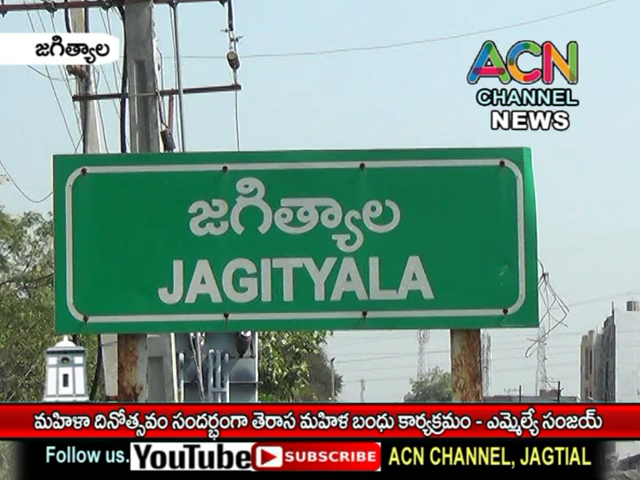 జగిత్యాల
ACN
CHANNEL
NEWS
జగిత్యాల
JAGITYALA
మహిళా దినోత్సవం సందర్భంగా తెరాస మహిళ బంధు కార్యక్రమం - ఎమ్మెల్యే సంజయ్
Follow us. YouTube SUBSCRIBE ACN CHANNEL, JAGTIAL